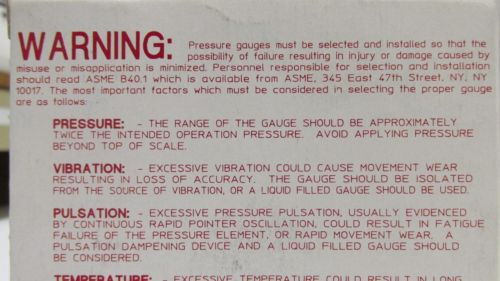 WARNING: Pressure gauges must be selected and installed so that the
possibility of failure resulting in injury or damage caused by
misuse or misapplication is minimized. Personnel responsible for selection and installation
should read ASME B40.1 which is available from ASME, 345 East 47th Street, NY, NY
10017. The most important factors which must be considered in selecting the proper gauge
are as follows:
PRESSURE: - THE RANGE OF THE GAUGE SHOULD BE APPROXIMATELY
TWICE THE INTENDED OPERATION PRESSURE. AVOID APPLYING PRESSURE
BEYOND TOP OF SCALE.
VIBRATION: - EXCESSIVE VIBRATION COULD CAUSE MOVEMENT WEAR
RESULTING IN LOSS OF ACCURACY. THE GAUGE SHOULD BE ISOLATED
FROM THE SOURCE OF VIBRATION, OR A LIQUID FILLED GAUGE SHOULD BE USED.
PULSATION: - EXCESSIVE PRESSURE PULSATION, USUALLY EVIDENCED
BY CONTINUOUS RAPID POINTER OSCILLATION, COULD RESULT IN FATIGUE
FAILURE OF THE PRESSURE ELEMENT, OR RAPID MOVEMENT WEAR. A
PULSATION DAMPENING DEVICE AND A LIQUID FILLED GAUGE SHOULD
BE CONSIDERED.
TEMPERATURE: - EXCESSIVE TEMPERATURE COULD RESULT IN LONG